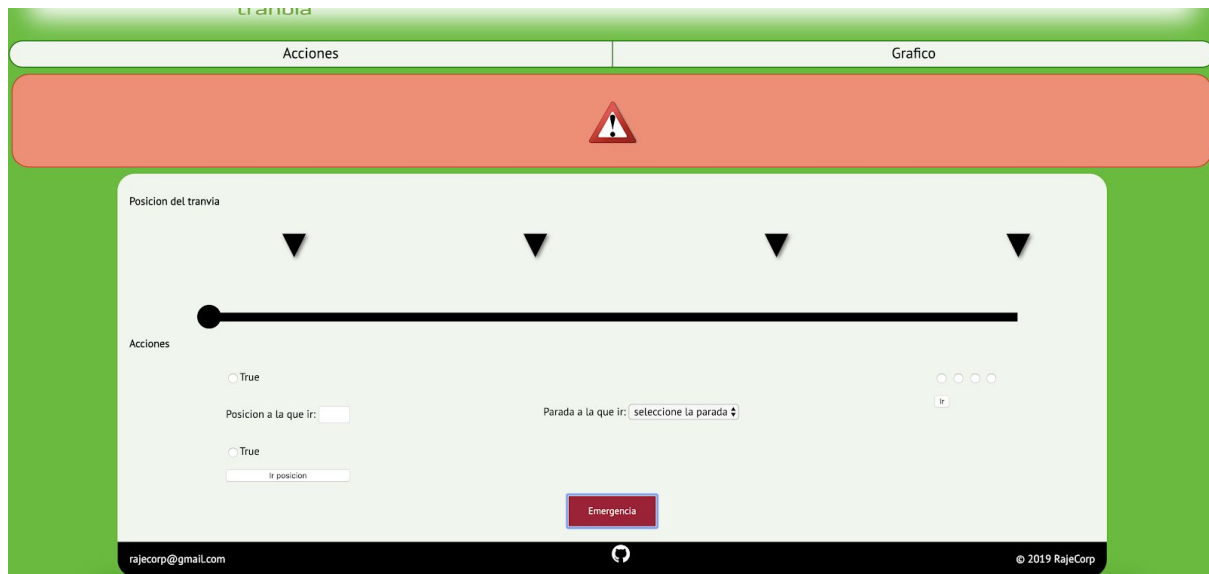 tranbia
Acciones
Grafico
Posicion del tranvia
Acciones
True
Posicion a la que ir:
Parada a la que ir: seleccione la parada
Ir
True
Ir posicion
Emergencia
rajecorp@gmail.com
© 2019 RajeCorp